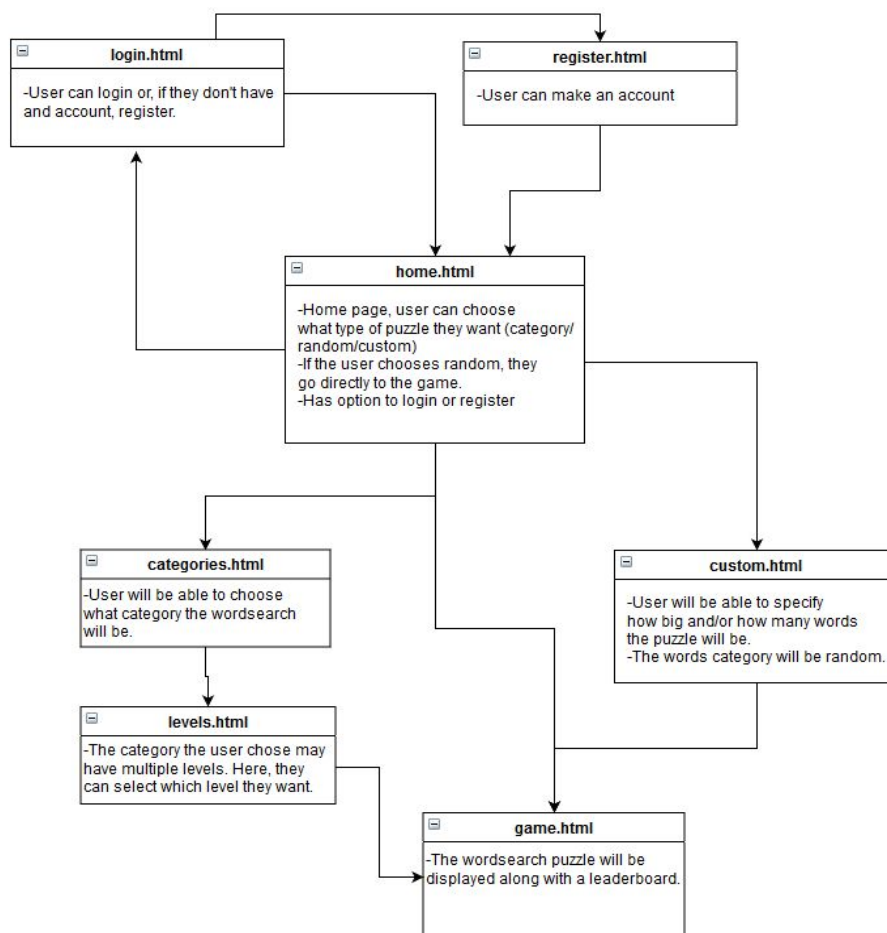 login.html
-User can login or, if they don't have
and account, register.
register.html
-User can make an account
home.html
-Home page, user can choose
what type of puzzle they want (category/
random/custom)
-If the user chooses random, they
go directly to the game.
-Has option to login or register
categories.html
-User will be able to choose
what category the wordsearch
will be.
custom.html
-User will be able to specify
how big and/or how many words
the puzzle will be.
-The words category will be random.
levels.html
-The category the user chose may
have multiple levels. Here, they
can select which level they want.
game.html
-The wordsearch puzzle will be
displayed along with a leaderboard.